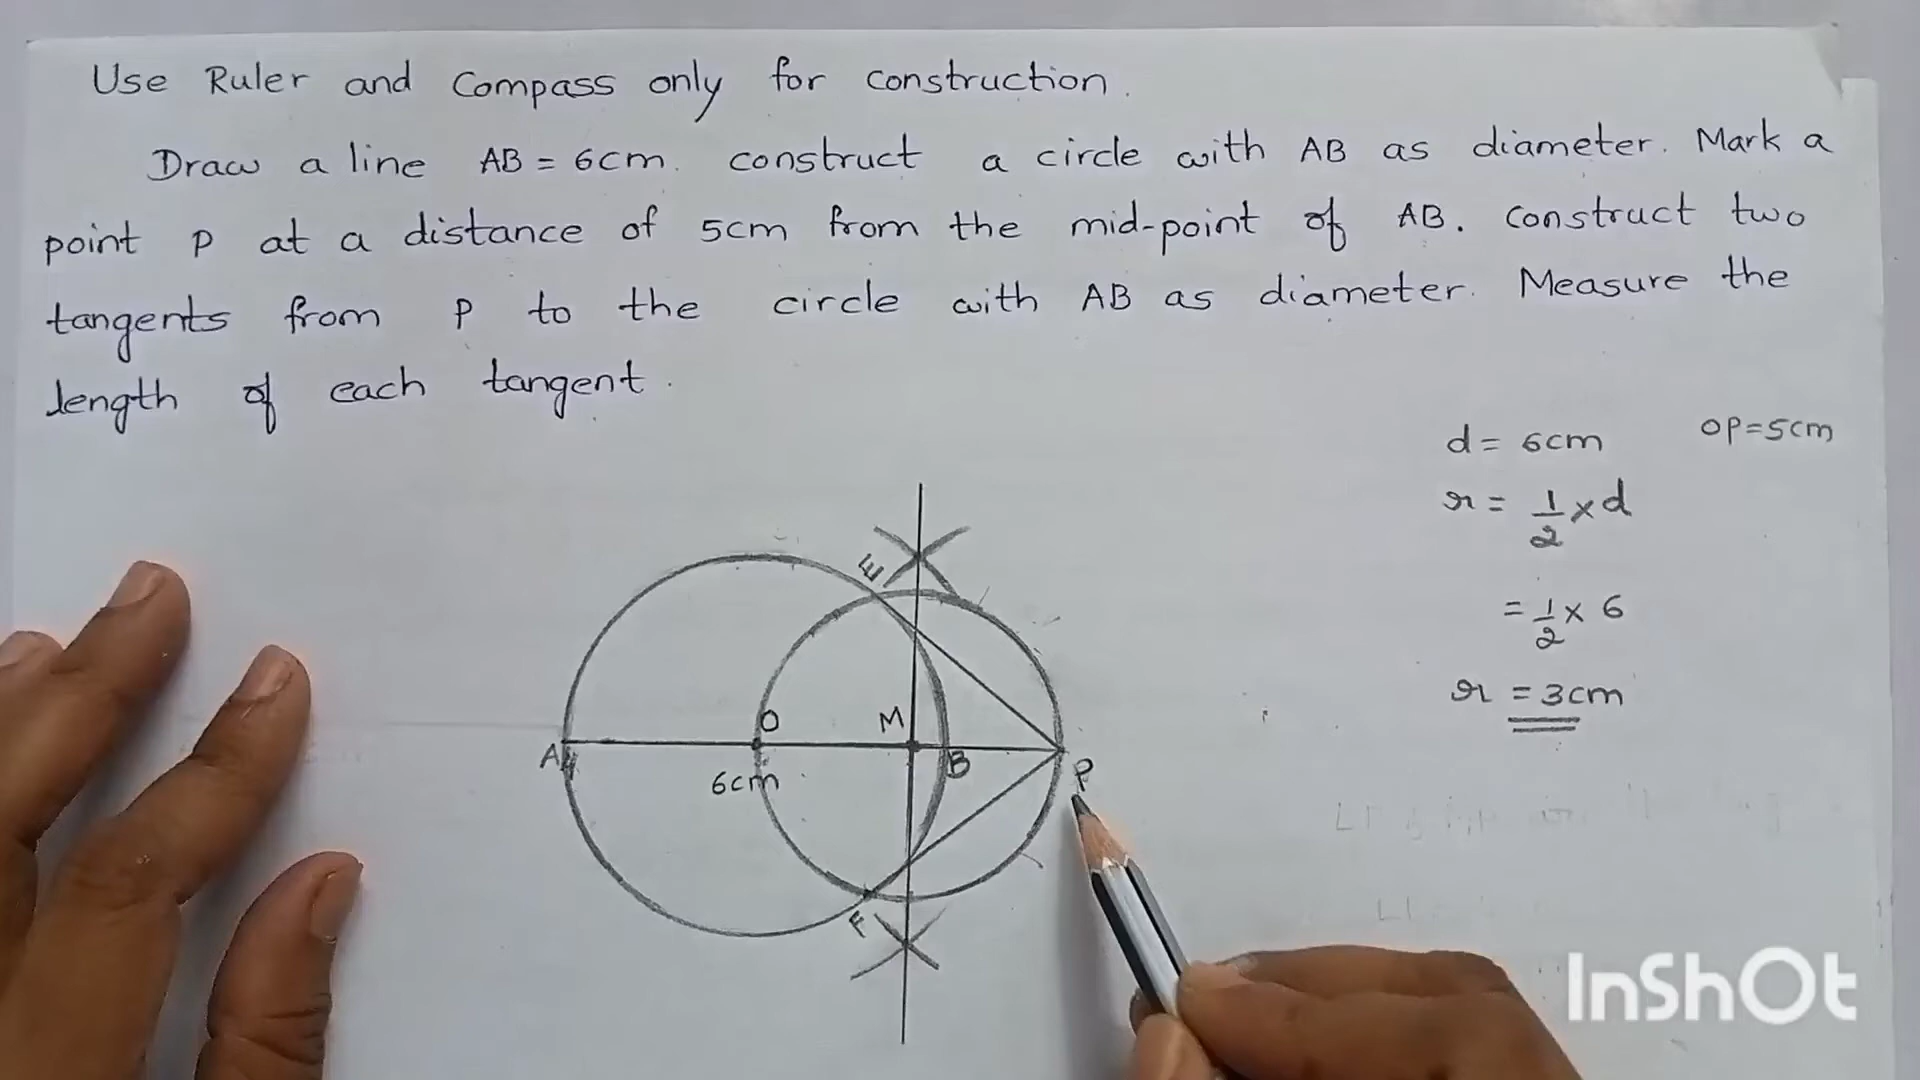 Use Ruler and Compass only for construction.
Draw a line AB = 6cm. construct a circle with AB as diameter. Mark a
point P at a distance of 5cm from the mid-point of AB. Construct two
tangents from P to the circle with AB as diameter. Measure the
length of each tangent.
d = 6cm OP=5cm
r = 1/2 x d
= 1/2 x 6
r = 3cm
E
O M
A B P
6cm
F
InShOt